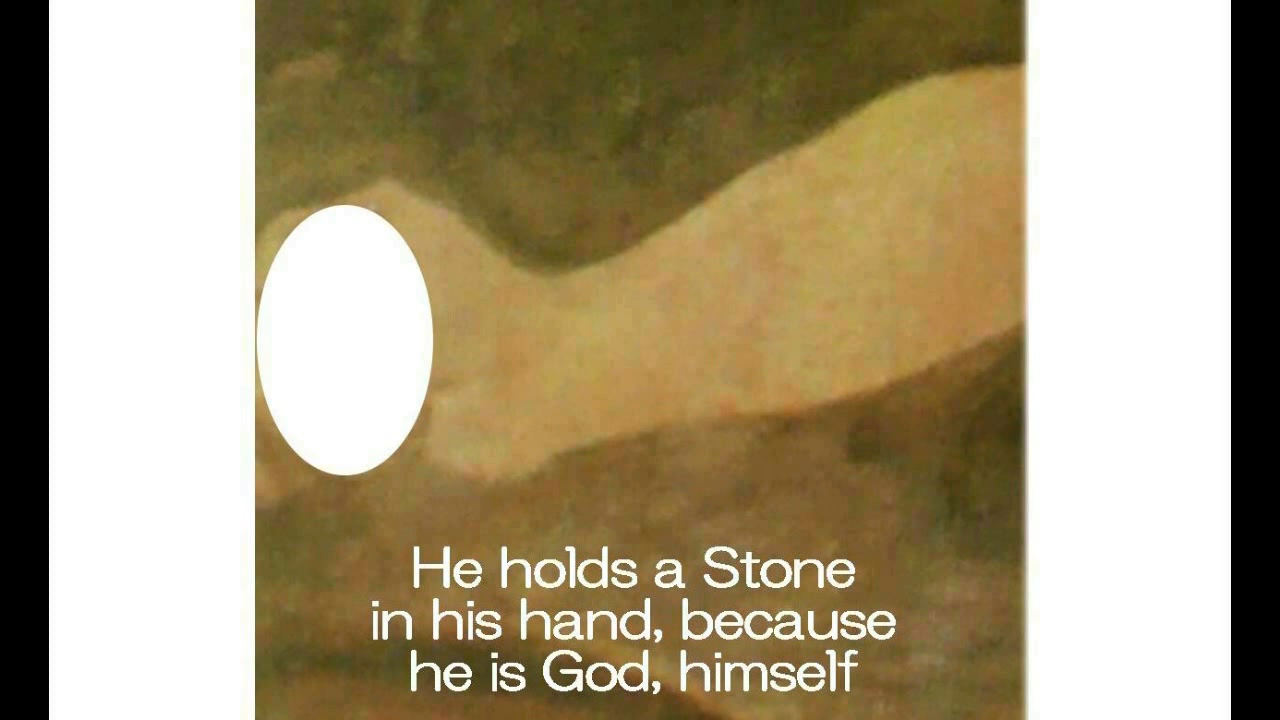 He holds a Stone
in his hand, because
he is God, himself